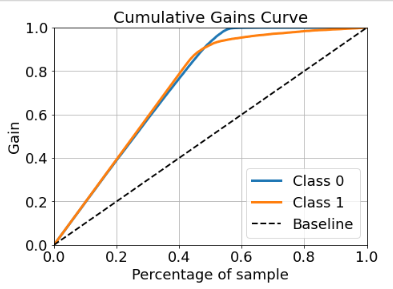 Cumulative Gains Curve
1.0
0.8
0.6
0.4
0.2
0.0
Gain
Class 0
Class 1
Baseline
0.0 0.2 0.4 0.6 0.8 1.0
Percentage of sample